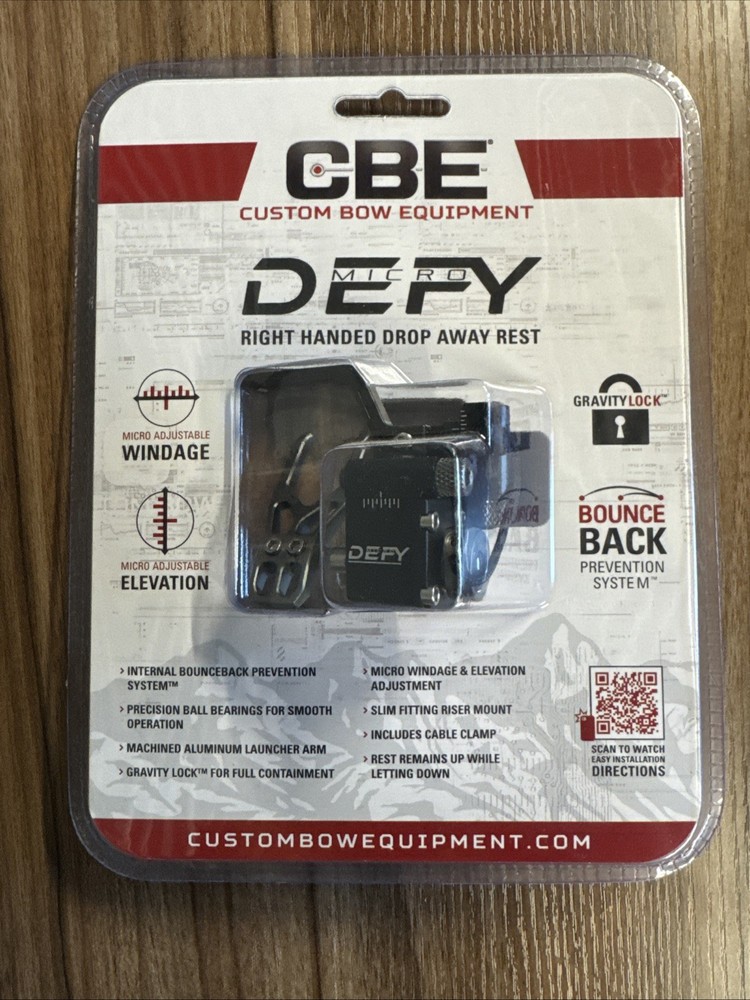 CBE®
CUSTOM BOW EQUIPMENT
MICRO
DEFY
RIGHT HANDED DROP AWAY REST
MICRO ADJUSTABLE
WINDAGE
MICRO ADJUSTABLE
ELEVATION
GRAVITYLOCK™
BOUNCE
BACK
PREVENTION
SYSTEM™
DEFY
› INTERNAL BOUNCEBACK PREVENTION
SYSTEM™
› PRECISION BALL BEARINGS FOR SMOOTH
OPERATION
› MACHINED ALUMINUM LAUNCHER ARM
› GRAVITY LOCK™ FOR FULL CONTAINMENT
› MICRO WINDAGE & ELEVATION
ADJUSTMENT
› SLIM FITTING RISER MOUNT
› INCLUDES CABLE CLAMP
› REST REMAINS UP WHILE
LETTING DOWN
SCAN TO WATCH
EASY INSTALLATION
DIRECTIONS
CUSTOMBOWEQUIPMENT.COM